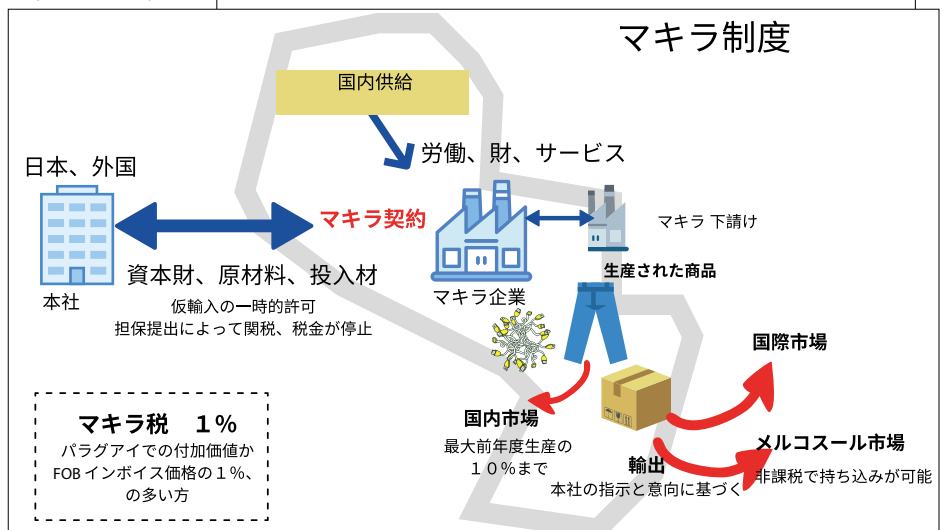 マキラ制度
国内供給
労働、財、サービス
日本、外国
マキラ契約
マキラ 下請け
資本財、原材料、投入材
生産された商品
本社
仮輸入の一時的許可
担保提出によって関税、税金が停止
マキラ企業
国際市場
マキラ税　１％
パラグアイでの付加価値か
FOB インボイス価格の１％、
の多い方
国内市場
最大前年度生産の
１０％まで
メルコスール市場
非課税で持ち込みが可能
輸出
本社の指示と意向に基づく